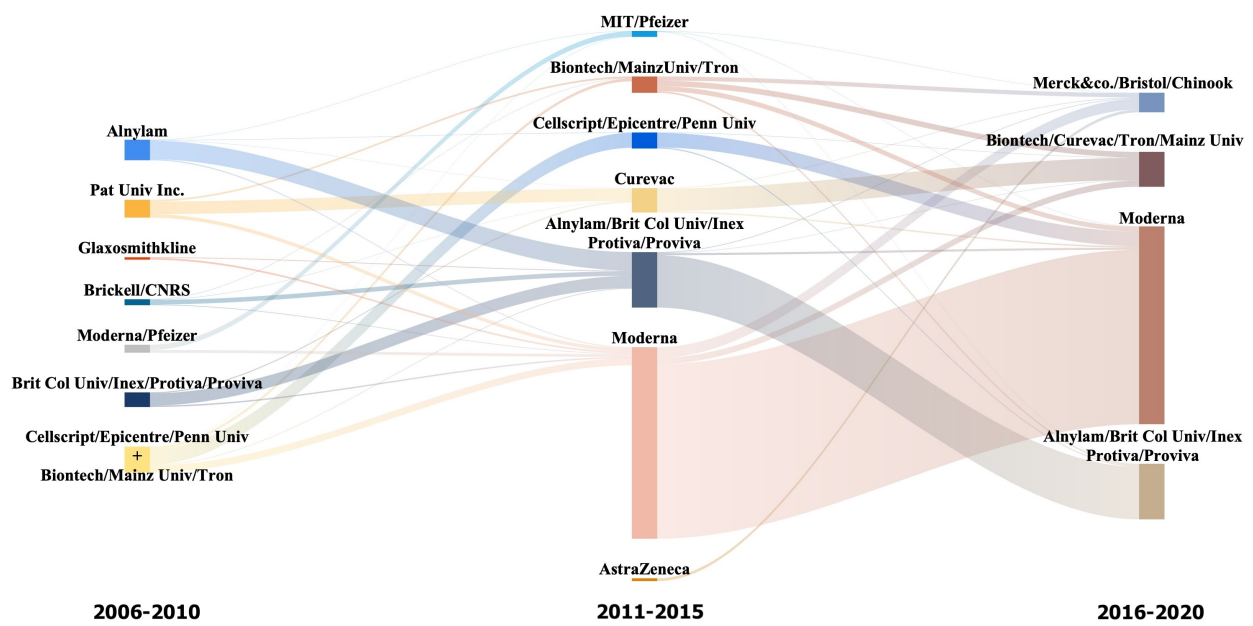 Alnylam
Pat Univ Inc.
Glaxosmithkline
Brickell/CNRS
Moderna/Pfeizer
Brit Col Univ/Inex/Protiva/Proviva
Cellscript/Epicentre/Penn Univ
+
Biontech/Mainz Univ/Tron
2006-2010
MIT/Pfeizer
Biontech/MainzUniv/Tron
Cellscript/Epicentre/Penn Univ
Curevac
Alnylam/Brit Col Univ/Inex
Protiva/Proviva
Moderna
AstraZeneca
2011-2015
Merck&co./Bristol/Chinook
Biontech/Curevac/Tron/Mainz Univ
Moderna
Alnylam/Brit Col Univ/Inex
Protiva/Proviva
2016-2020